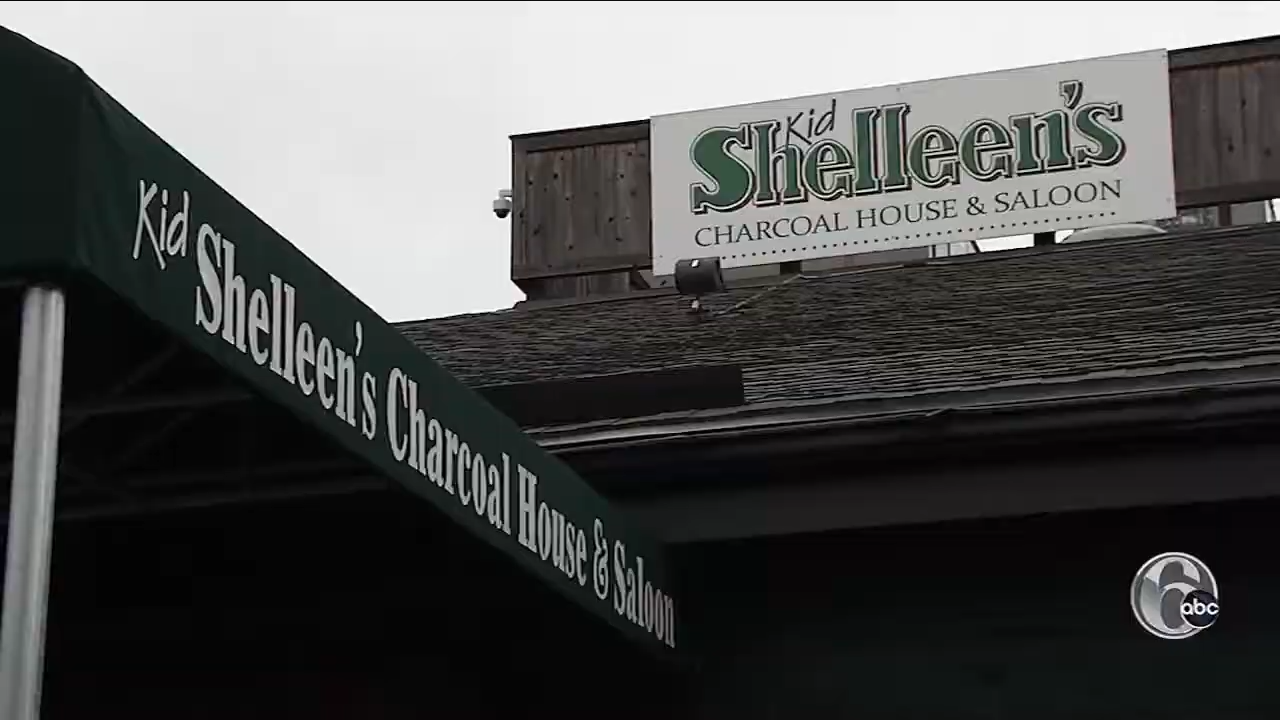 Kid
Shelleen's
CHARCOAL HOUSE & SALOON
Kid Shelleen's Charcoal House & Saloon
6
abc